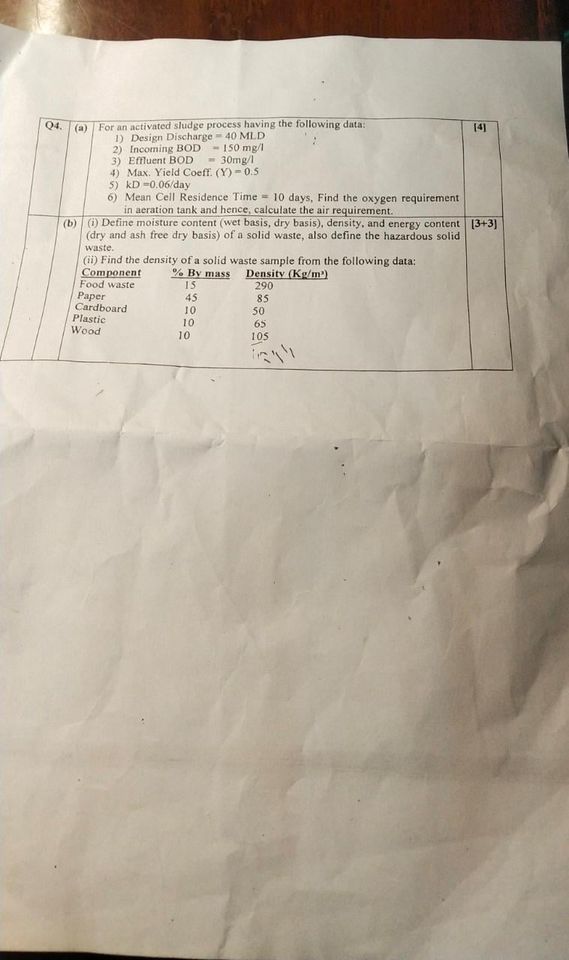 Q4. (a) For an activated sludge process having the following data: [4]
1) Design Discharge = 40 MLD
2) Incoming BOD = 150 mg/l
3) Effluent BOD = 30mg/l
4) Max. Yield Coeff. (Y) = 0.5
5) kD =0.06/day
6) Mean Cell Residence Time = 10 days, Find the oxygen requirement
in aeration tank and hence, calculate the air requirement.
(b) (i) Define moisture content (wet basis, dry basis), density, and energy content [3+3]
(dry and ash free dry basis) of a solid waste, also define the hazardous solid
waste.
(ii) Find the density of a solid waste sample from the following data:
Component % By mass Density (Kg/m³)
Food waste 15 290
Paper 45 85
Cardboard 10 50
Plastic 10 65
Wood 10 105